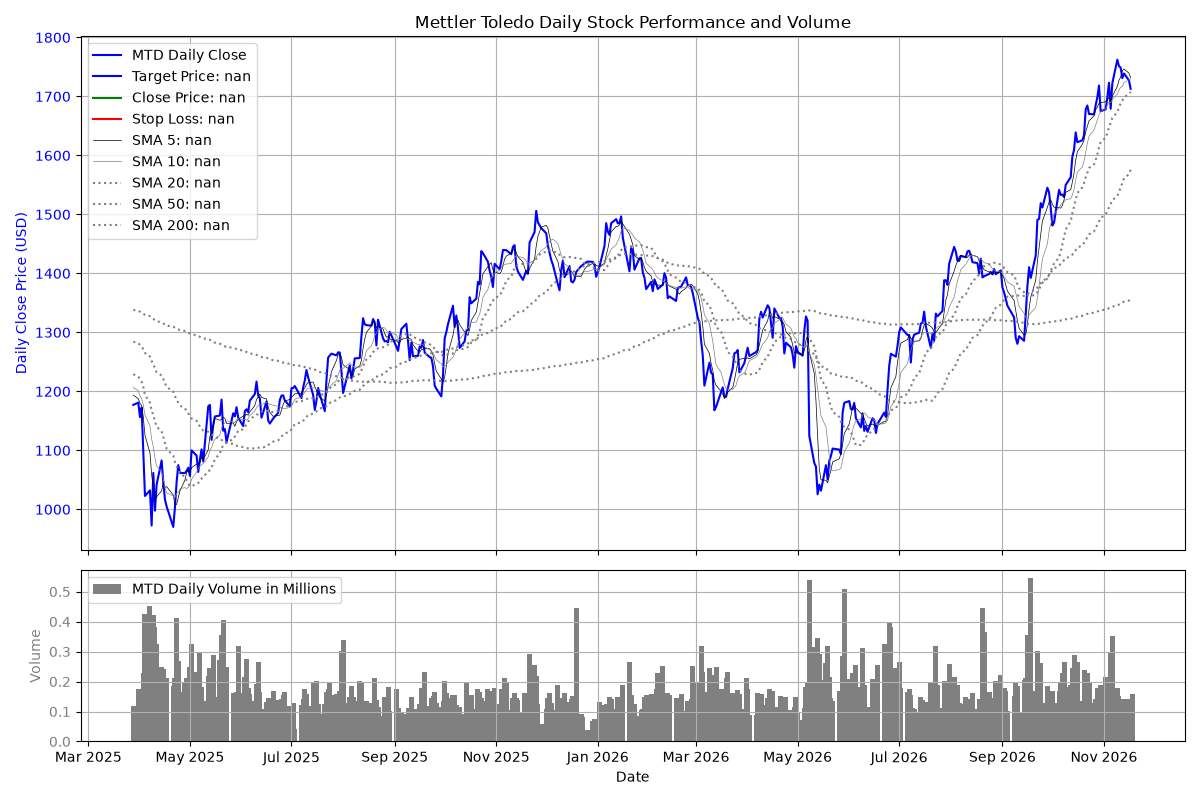 Mettler Toledo Daily Stock Performance and Volume
1800
1700
1600
1500
1400
1300
1200
1100
1000
Daily Close Price (USD)
MTD Daily Close
Target Price: nan
Close Price: nan
Stop Loss: nan
SMA 5: nan
SMA 10: nan
SMA 20: nan
SMA 50: nan
SMA 200: nan
0.5
0.4
0.3
0.2
0.1
0.0
Volume
MTD Daily Volume in Millions
Mar 2025 May 2025 Jul 2025 Sep 2025 Nov 2025 Jan 2026 Mar 2026 May 2026 Jul 2026 Sep 2026 Nov 2026
Date